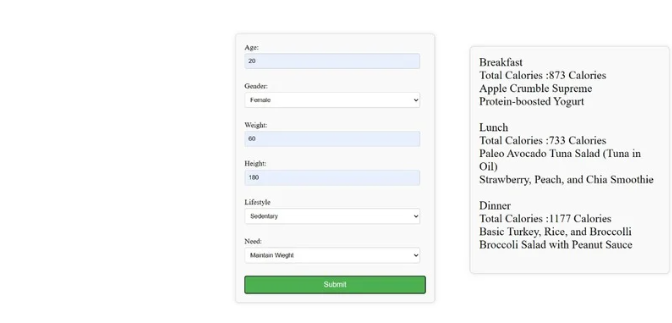 Age:
20
Gender:
Female
Weight:
60
Height:
180
Lifestyle
Sedentary
Need:
Maintain Weight
Submit
Breakfast
Total Calories :873 Calories
Apple Crumble Supreme
Protein-boosted Yogurt
Lunch
Total Calories :733 Calories
Paleo Avocado Tuna Salad (Tuna in
Oil)
Strawberry, Peach, and Chia Smoothie
Dinner
Total Calories :1177 Calories
Basic Turkey, Rice, and Broccolli
Broccoli Salad with Peanut Sauce